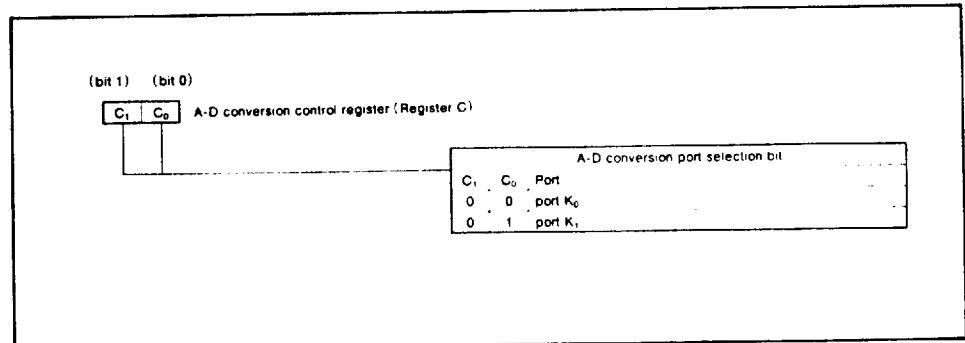 (bit 1) (bit 0)
C₁ C₀ A-D conversion control register (Register C)
A-D conversion port selection bit
C₁ C₀ Port
0 0 port K₀
0 1 port K₁